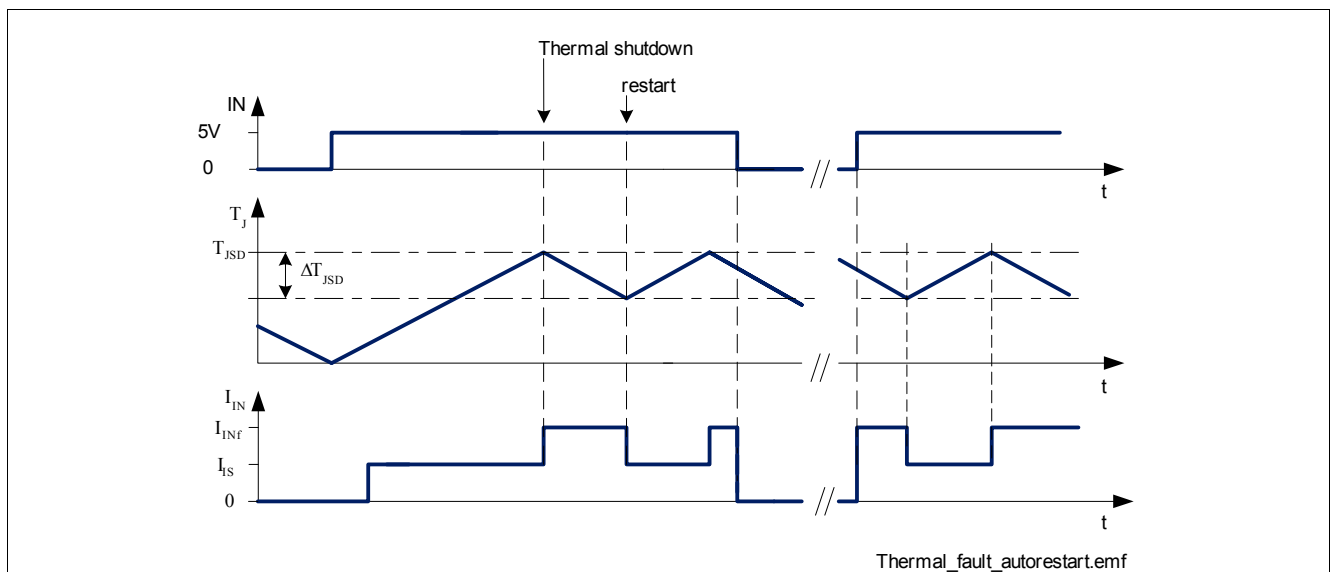 Thermal shutdown
restart
IN
5V
0
t
T_J
T_JSD
ΔT_JSD
t
I_IN
I_INf
I_IS
0
t
Thermal_fault_autorestart.emf